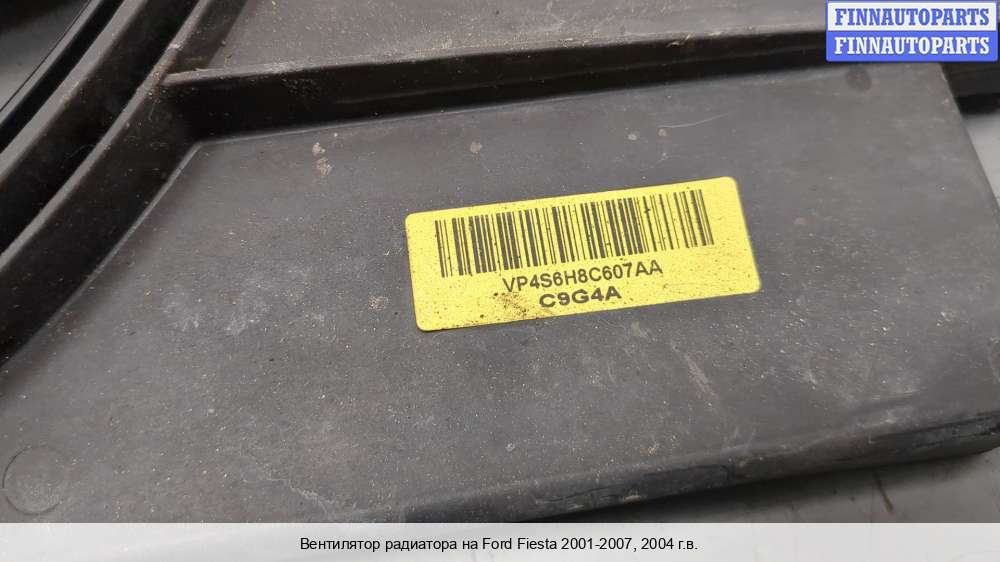 FINNAUTOPARTS
FINNAUTOPARTS
VP4S6H8C607AA
C9G4A
Вентилятор радиатора на Ford Fiesta 2001-2007, 2004 г.в.